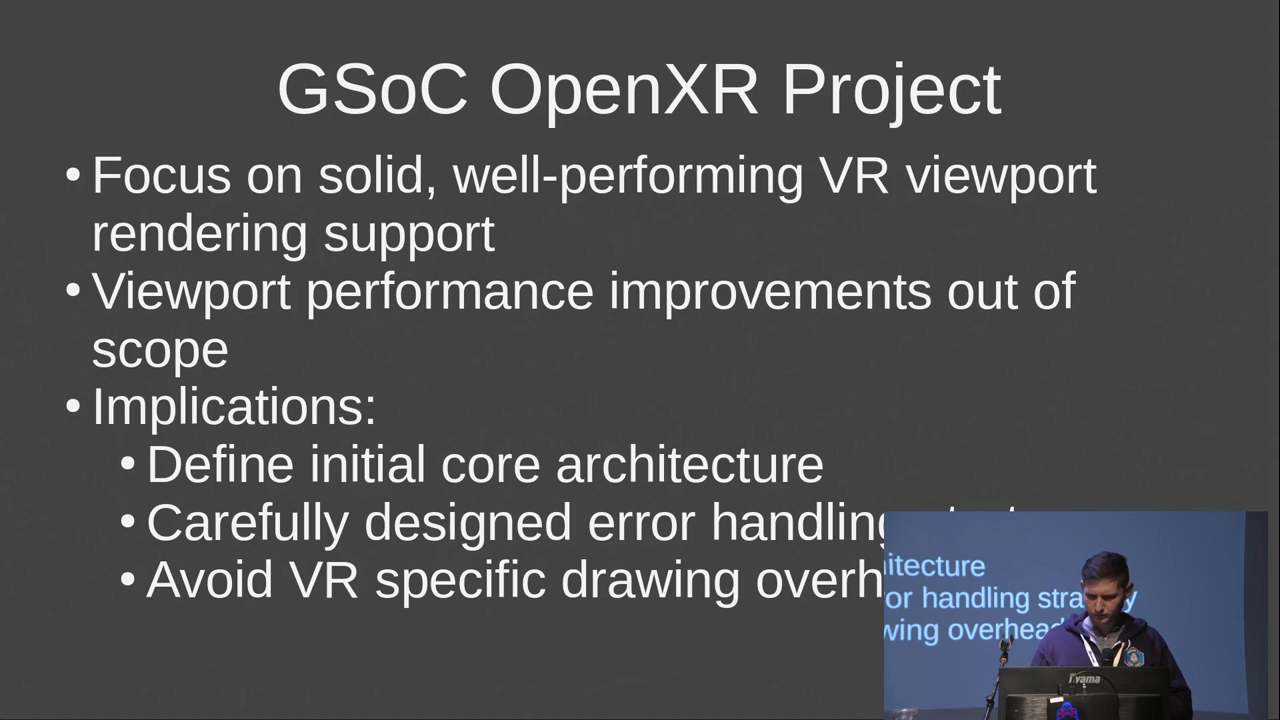 GSoC OpenXR Project
• Focus on solid, well-performing VR viewport
rendering support
• Viewport performance improvements out of
scope
• Implications:
• Define initial core architecture
• Carefully designed error handling
• Avoid VR specific drawing overh
itecture
or handling strategy
wing overhead
iiyama